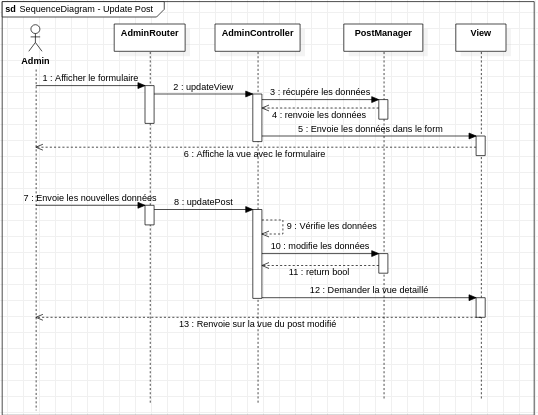 sd SequenceDiagram - Update Post
AdminRouter
AdminController
PostManager
View
Admin
1 : Afficher le formulaire
2 : updateView
3 : récupére les données
4 : renvoie les données
5 : Envoie les données dans le form
6 : Affiche la vue avec le formulaire
7 : Envoie les nouvelles données
8 : updatePost
9 : Vérifie les données
10 : modifie les données
11 : return bool
12 : Demander la vue detaillé
13 : Renvoie sur la vue du post modifié